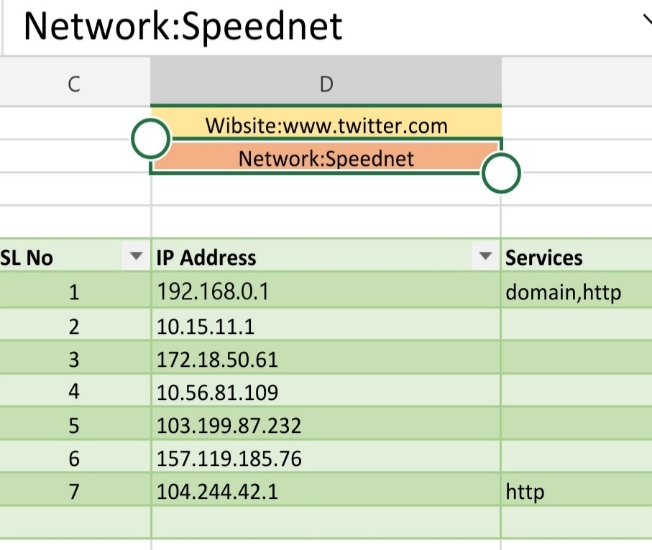 Network:Speednet
C D
Wibsite:www.twitter.com
Network:Speednet
SL No IP Address Services
1 192.168.0.1 domain,http
2 10.15.11.1
3 172.18.50.61
4 10.56.81.109
5 103.199.87.232
6 157.119.185.76
7 104.244.42.1 http